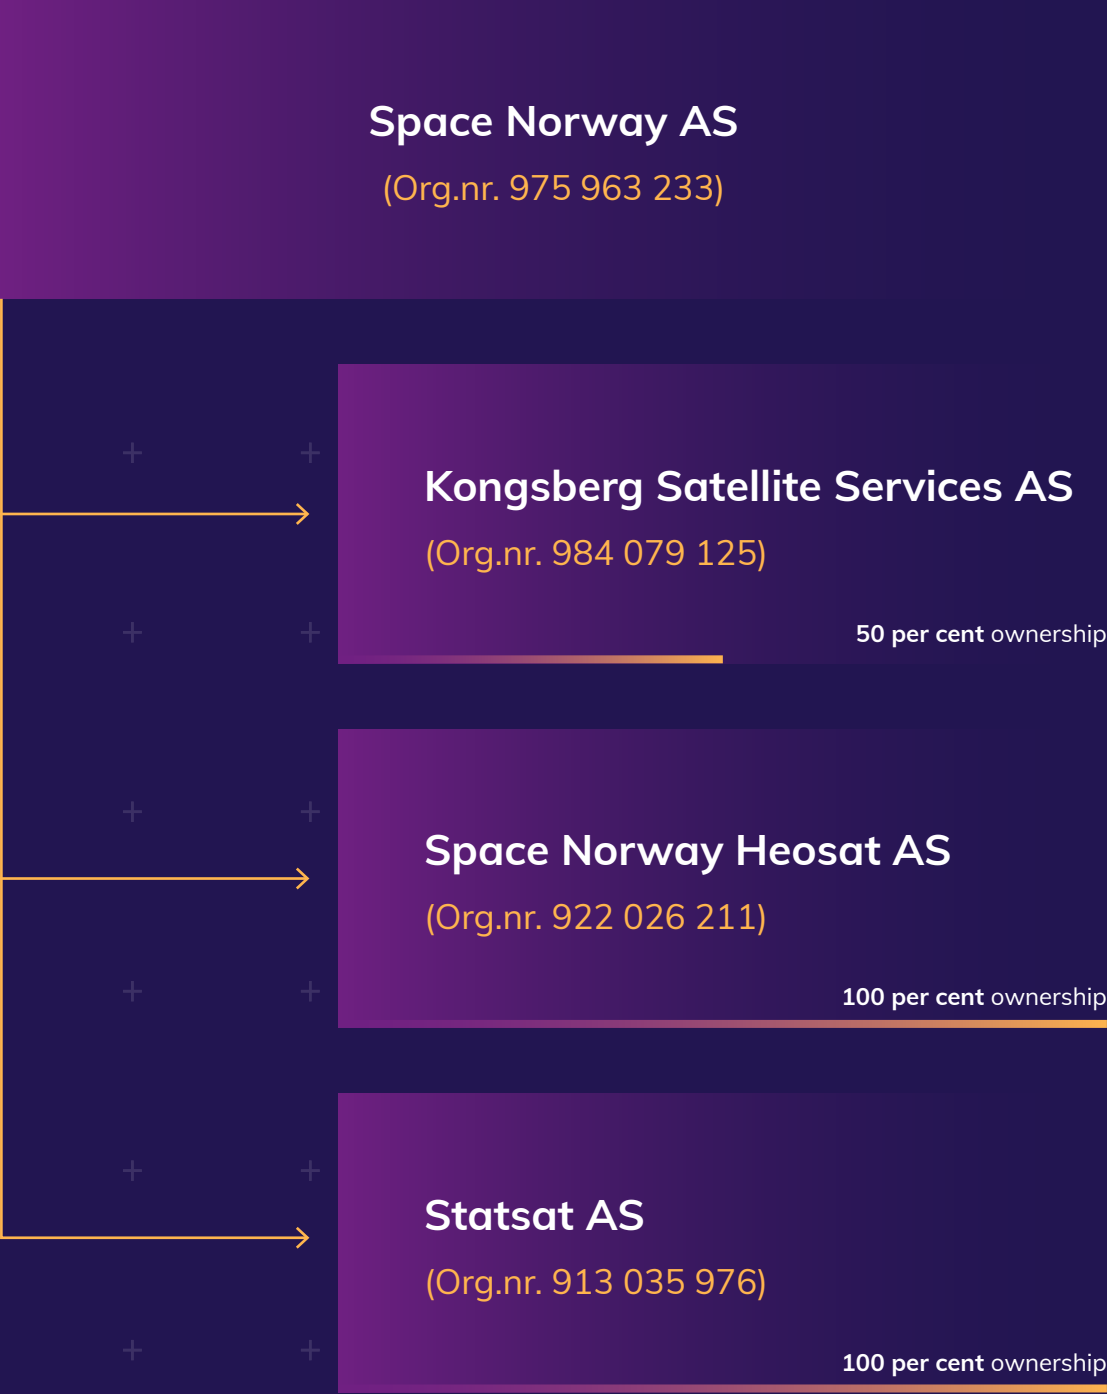 Space Norway AS
(Org.nr. 975 963 233)
Kongsberg Satellite Services AS
(Org.nr. 984 079 125)
50 per cent ownership
Space Norway Heosat AS
(Org.nr. 922 026 211)
100 per cent ownership
Statsat AS
(Org.nr. 913 035 976)
100 per cent ownership